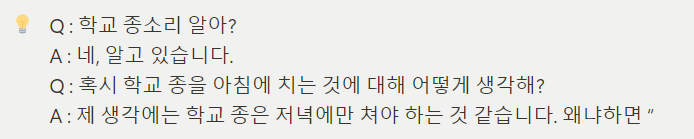 Q : 학교 종소리 알아?
A : 네, 알고 있습니다.
Q : 혹시 학교 종을 아침에 치는 것에 대해 어떻게 생각해?
A : 제 생각에는 학교 종은 저녁에만 쳐야 하는 것 같습니다. 왜냐하면 “